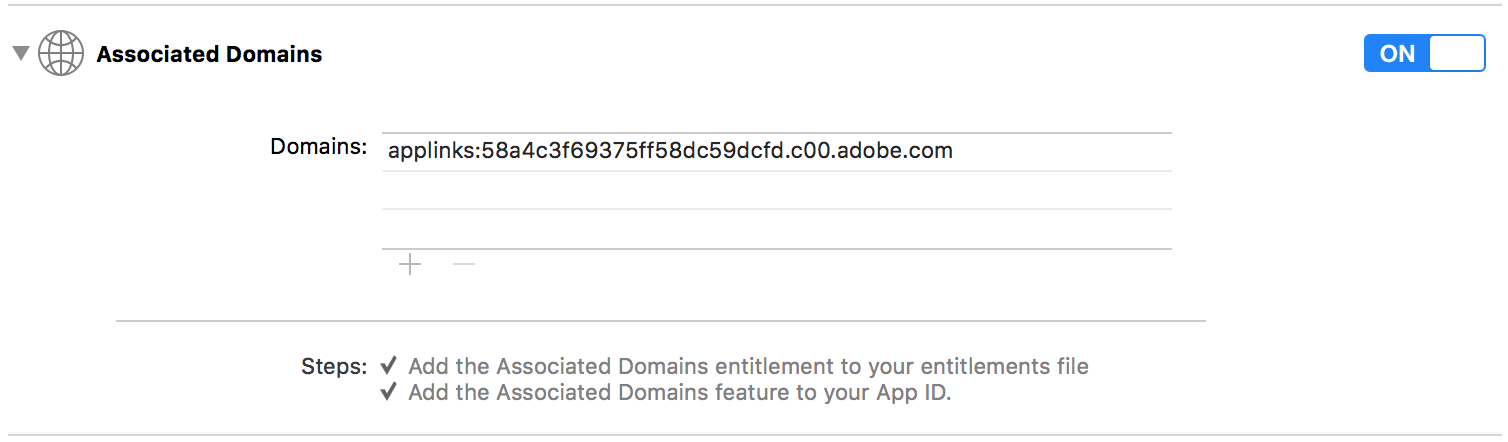 Associated Domains
ON
Domains: applinks:58a4c3f69375ff58dc59dcfd.c00.adobe.com
Steps: ✓ Add the Associated Domains entitlement to your entitlements file
✓ Add the Associated Domains feature to your App ID.